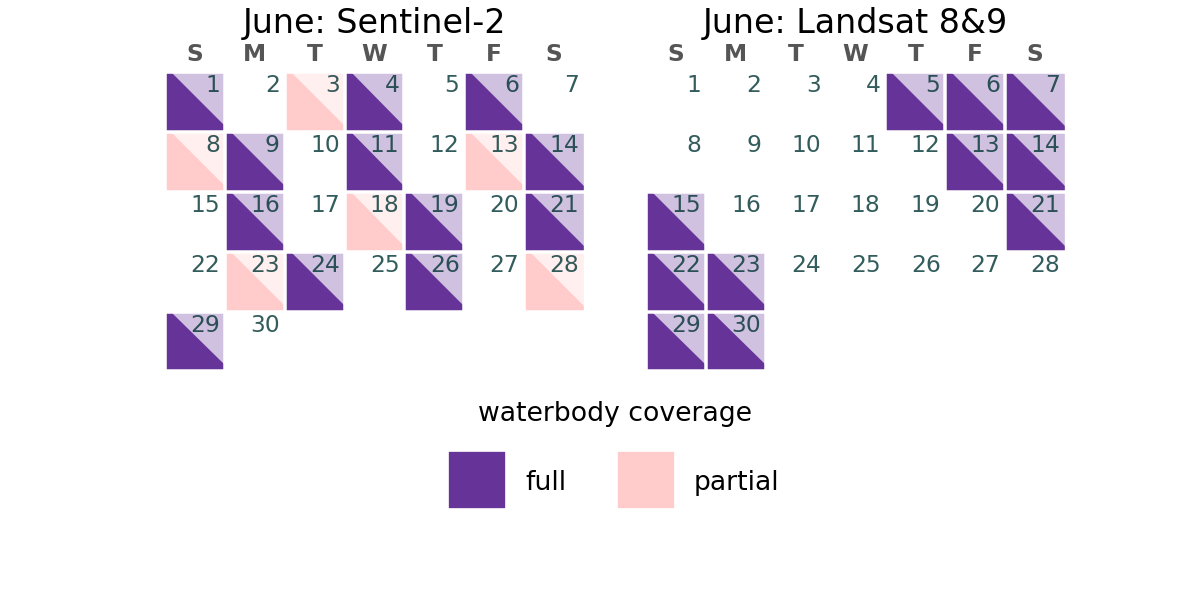 June: Sentinel-2
S M T W T F S
1 2 3 4 5 6 7
8 9 10 11 12 13 14
15 16 17 18 19 20 21
22 23 24 25 26 27 28
29 30
June: Landsat 8&9
S M T W T F S
1 2 3 4 5 6 7
8 9 10 11 12 13 14
15 16 17 18 19 20 21
22 23 24 25 26 27 28
29 30
waterbody coverage
full partial